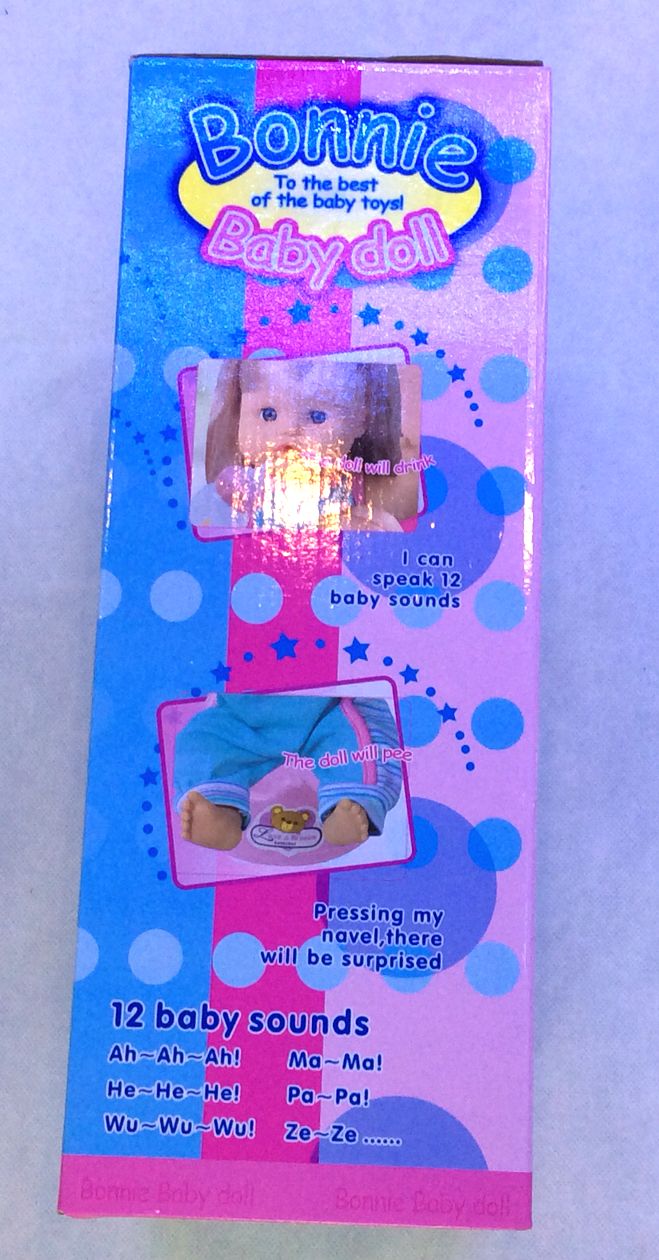 Bonnie
To the best
of the baby toys!
Baby doll
doll will drink
I can
speak 12
baby sounds
The doll will pee
Pressing my
navel,there
will be surprised
12 baby sounds
Ah~Ah~Ah! Ma~Ma!
He~He~He! Pa~Pa!
Wu~Wu~Wu! Ze~Ze......
Bonnie Baby doll Bonnie Baby doll